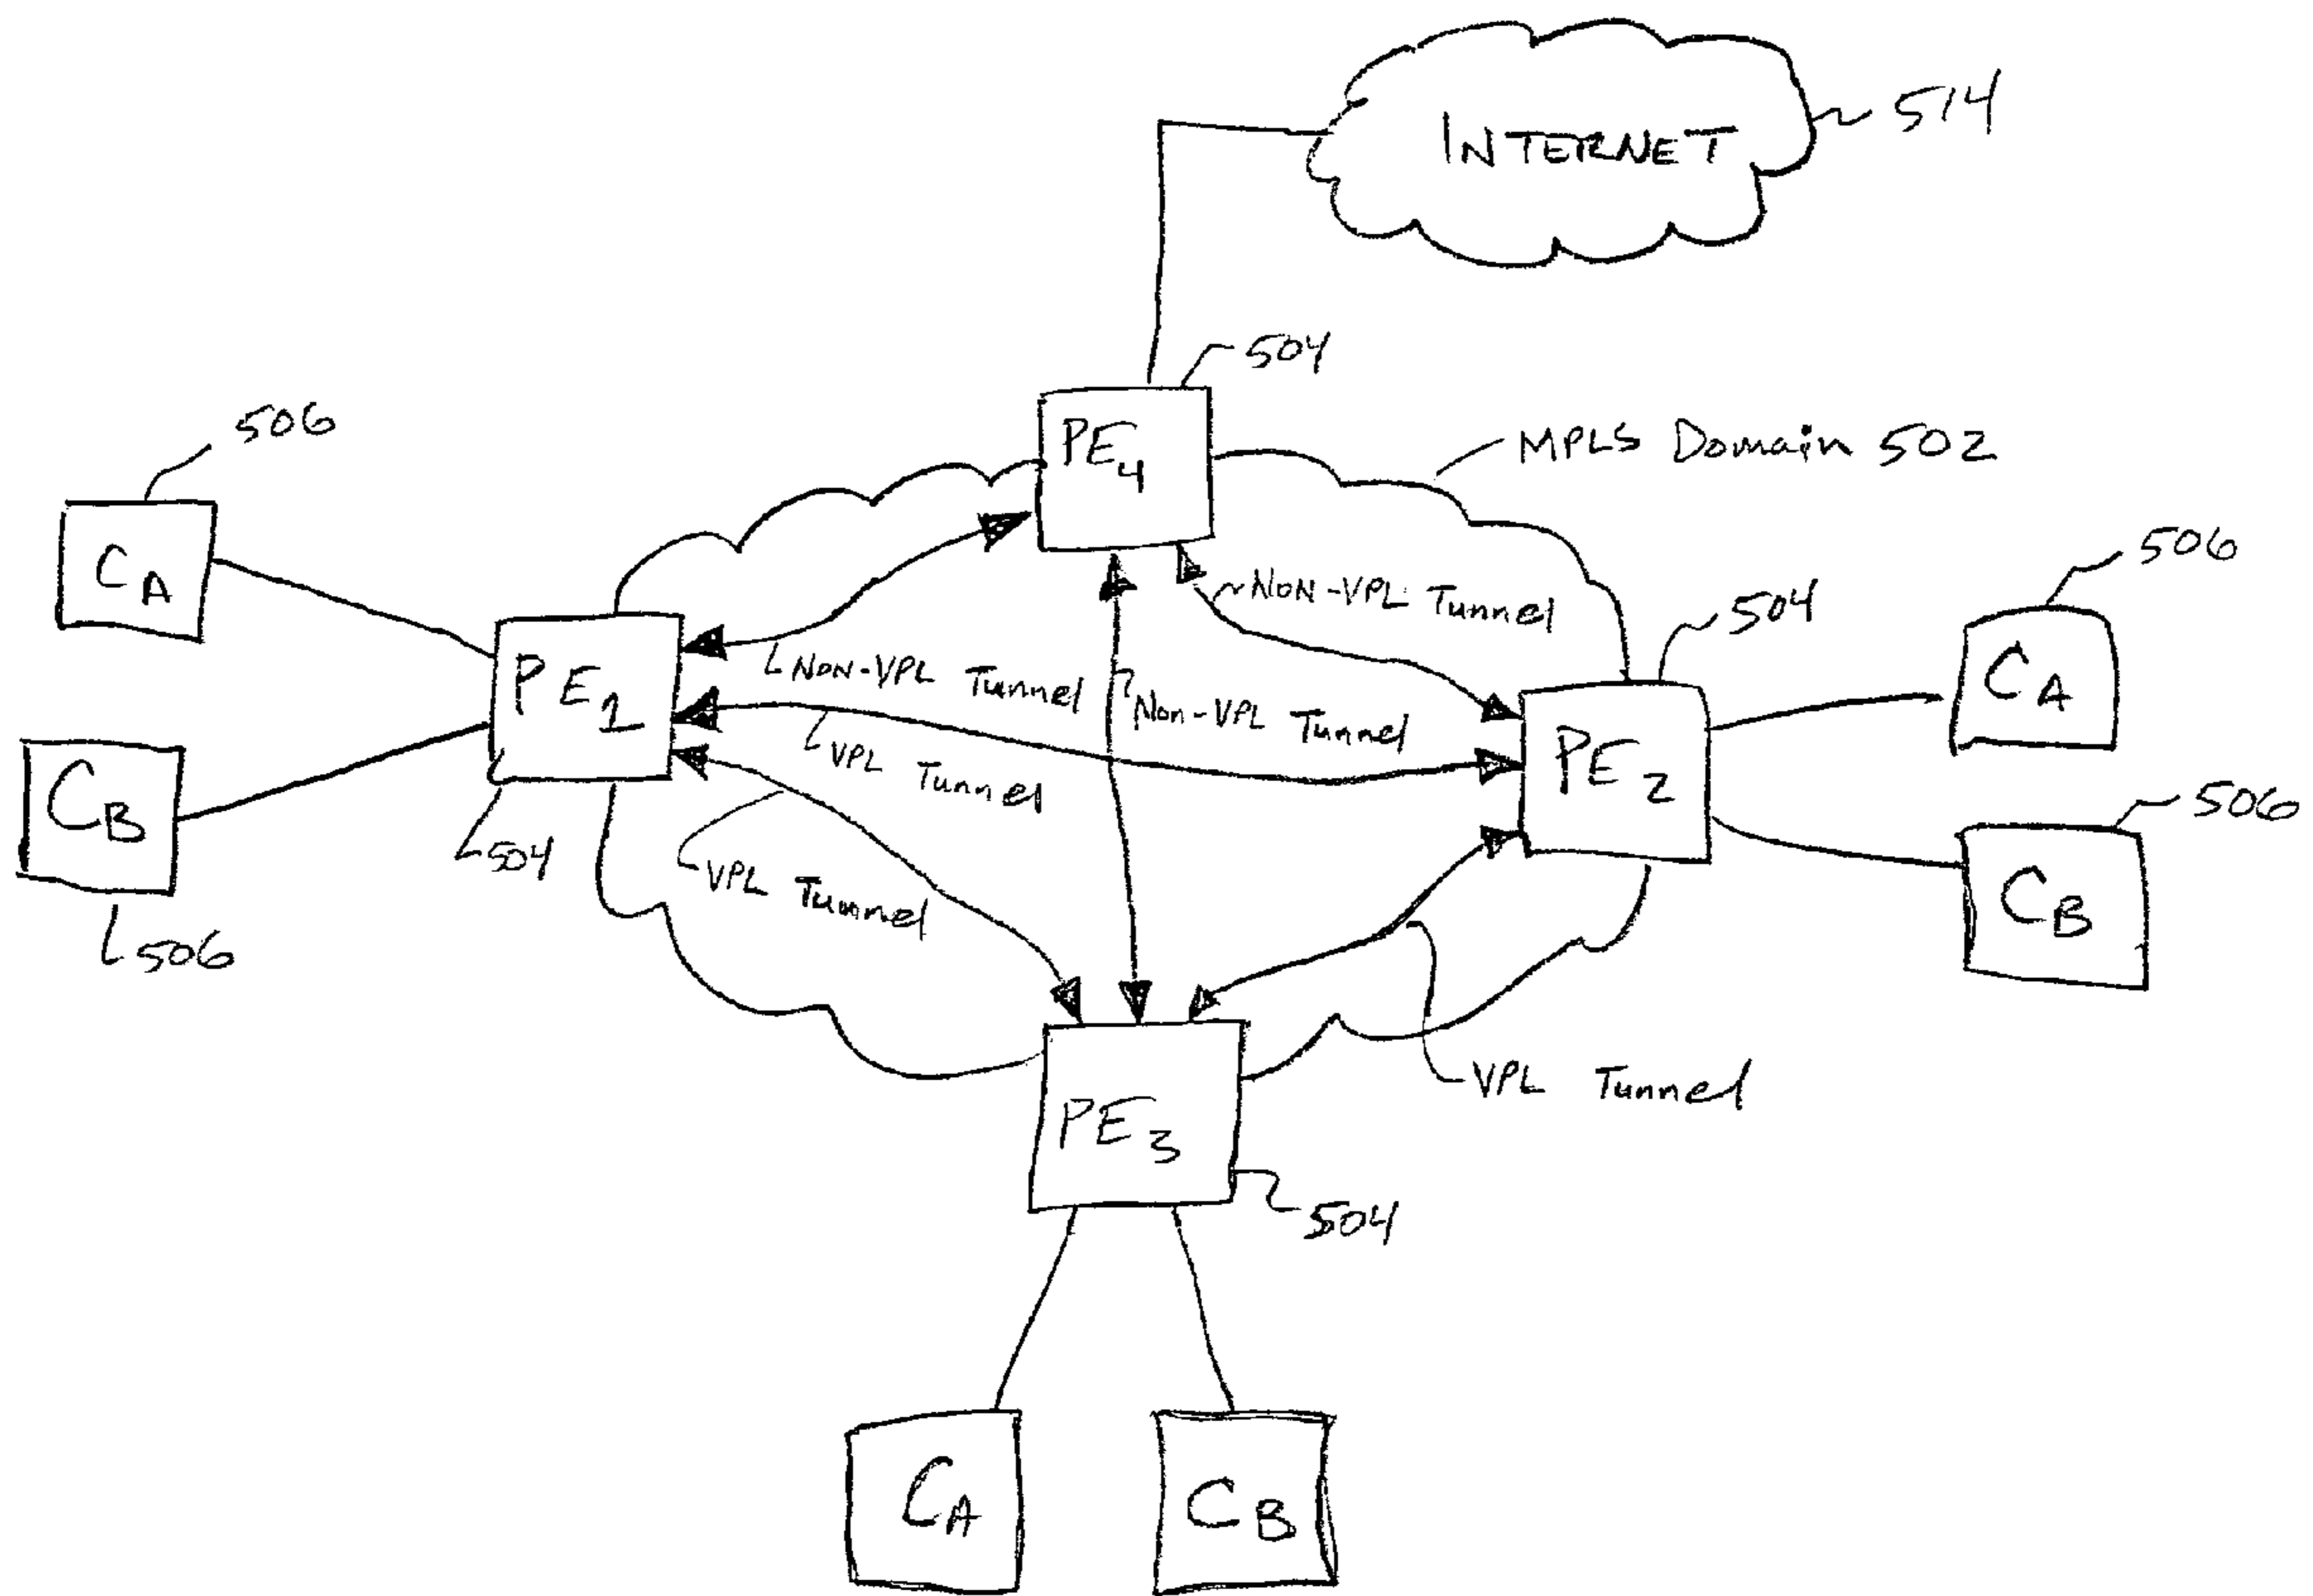 INTERNET
514
504
PE4
MPLS Domain 502
506
CA
506
CA
504
NON-VPL Tunnel
PE1
NON-VPL Tunnel
Non-VPL Tunnel
PE2
CB
VPL Tunnel
506
CB
504
VPL Tunnel
506
VPL Tunnel
PE3
504
CA
CB